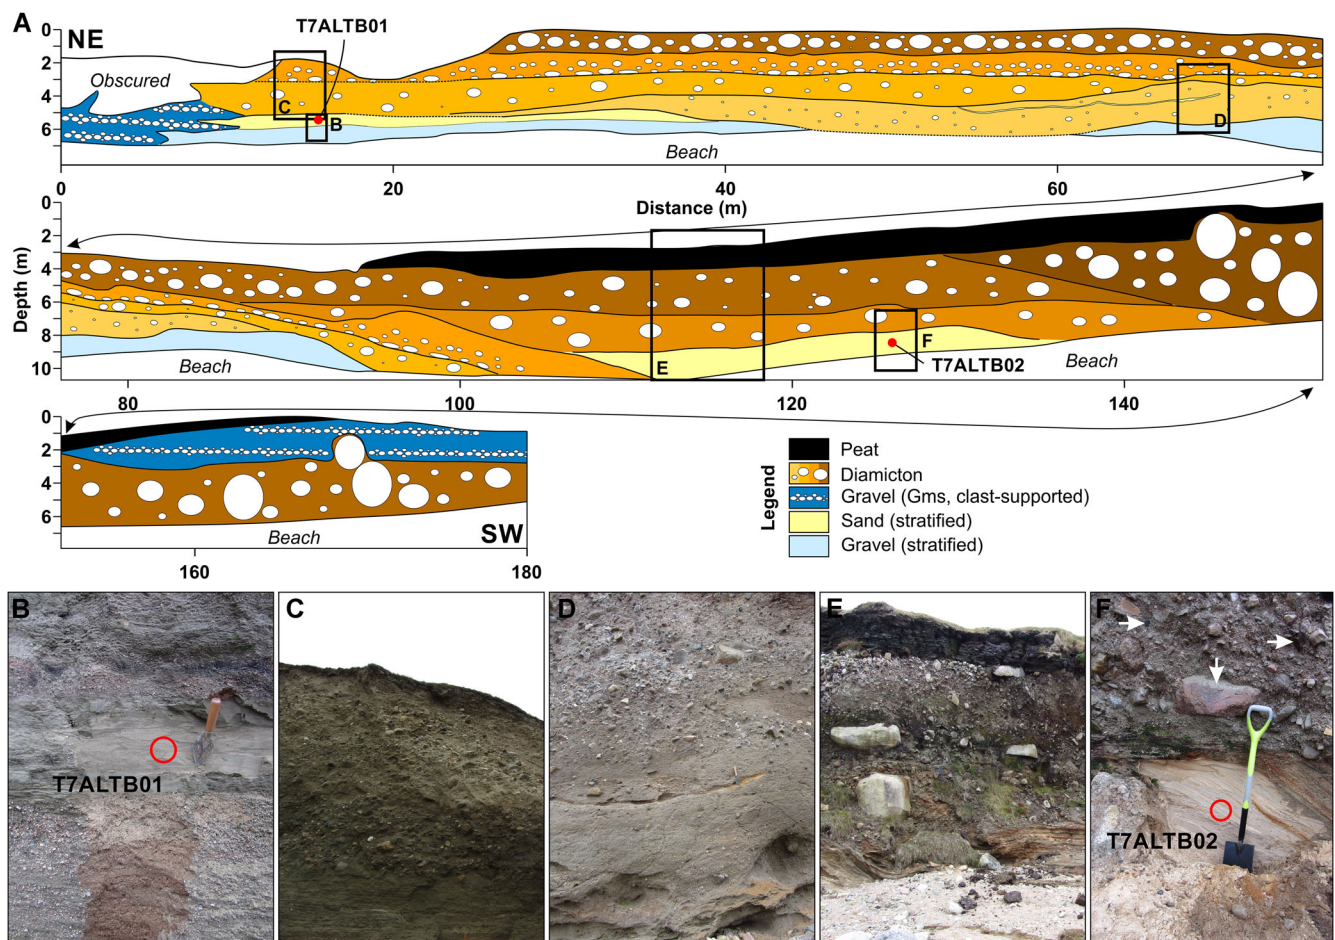 A
NE
T7ALTB01
Obscured
C
B
D
Beach
0
2
4
6
0
20
40
60
Distance (m)
0
2
4
6
8
10
Depth (m)
E
F
T7ALTB02
Beach
Beach
80
100
120
140
0
2
4
6
Beach
SW
160
180
Legend
Peat
Diamicton
Gravel (Gms, clast-supported)
Sand (stratified)
Gravel (stratified)
B
T7ALTB01
C
D
E
F
T7ALTB02